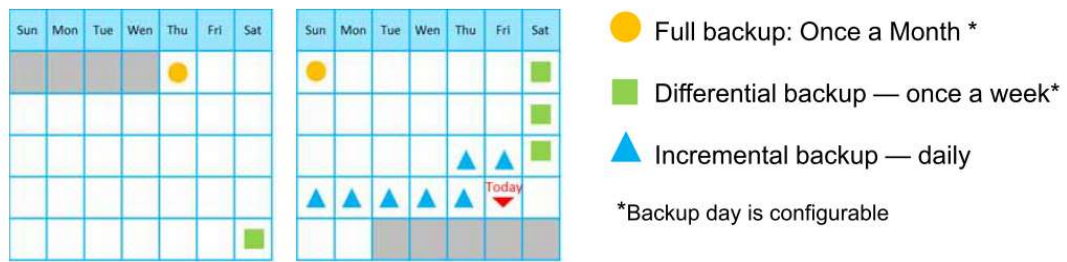 Sun Mon Tue Wen Thu Fri Sat
Sun Mon Tue Wen Thu Fri Sat
Today
Full backup: Once a Month *
Differential backup — once a week*
Incremental backup — daily
*Backup day is configurable